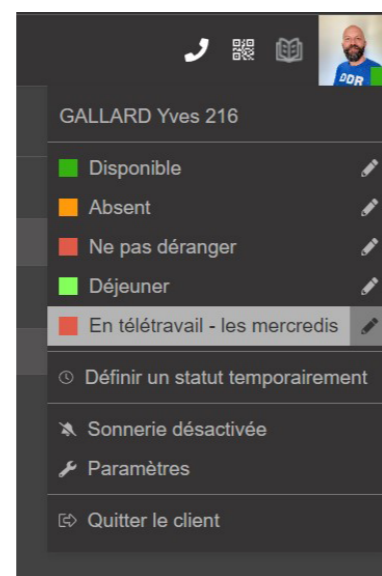 DDR
GALLARD Yves 216
Disponible
Absent
Ne pas déranger
Déjeuner
En télétravail - les mercredis
Définir un statut temporairement
Sonnerie désactivée
Paramètres
Quitter le client